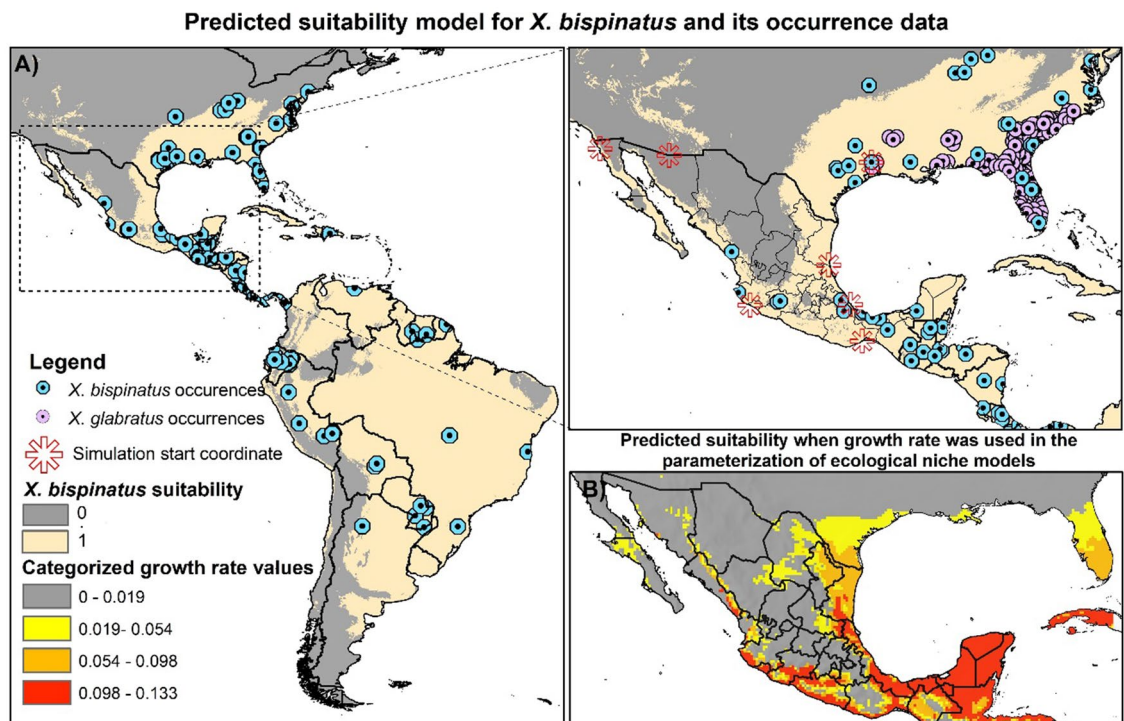 Predicted suitability model for X. bispinatus and its occurrence data
A)
Legend
X. bispinatus occurences
X. glabratus occurrences
Simulation start coordinate
X. bispinatus suitability
0
1
Categorized growth rate values
0 - 0.019
0.019- 0.054
0.054 - 0.098
0.098 - 0.133
Predicted suitability when growth rate was used in the
parameterization of ecological niche models
B)